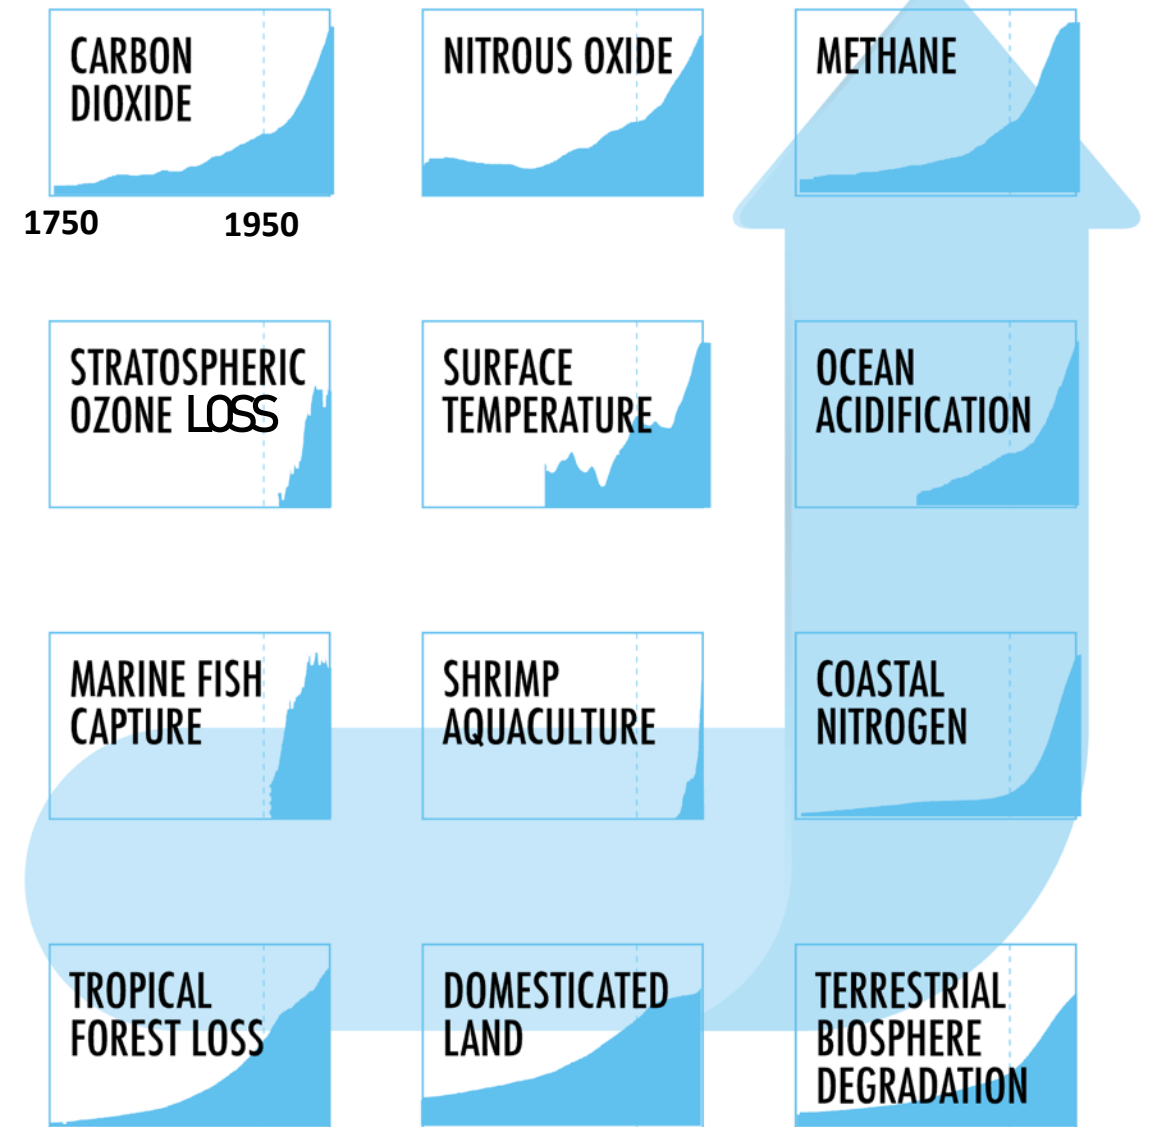 CARBON
DIOXIDE
NITROUS OXIDE
METHANE
1750
1950
STRATOSPHERIC
OZONE LOSS
SURFACE
TEMPERATURE
OCEAN
ACIDIFICATION
MARINE FISH
CAPTURE
SHRIMP
AQUACULTURE
COASTAL
NITROGEN
TROPICAL
FOREST LOSS
DOMESTICATED
LAND
TERRESTRIAL
BIOSPHERE
DEGRADATION